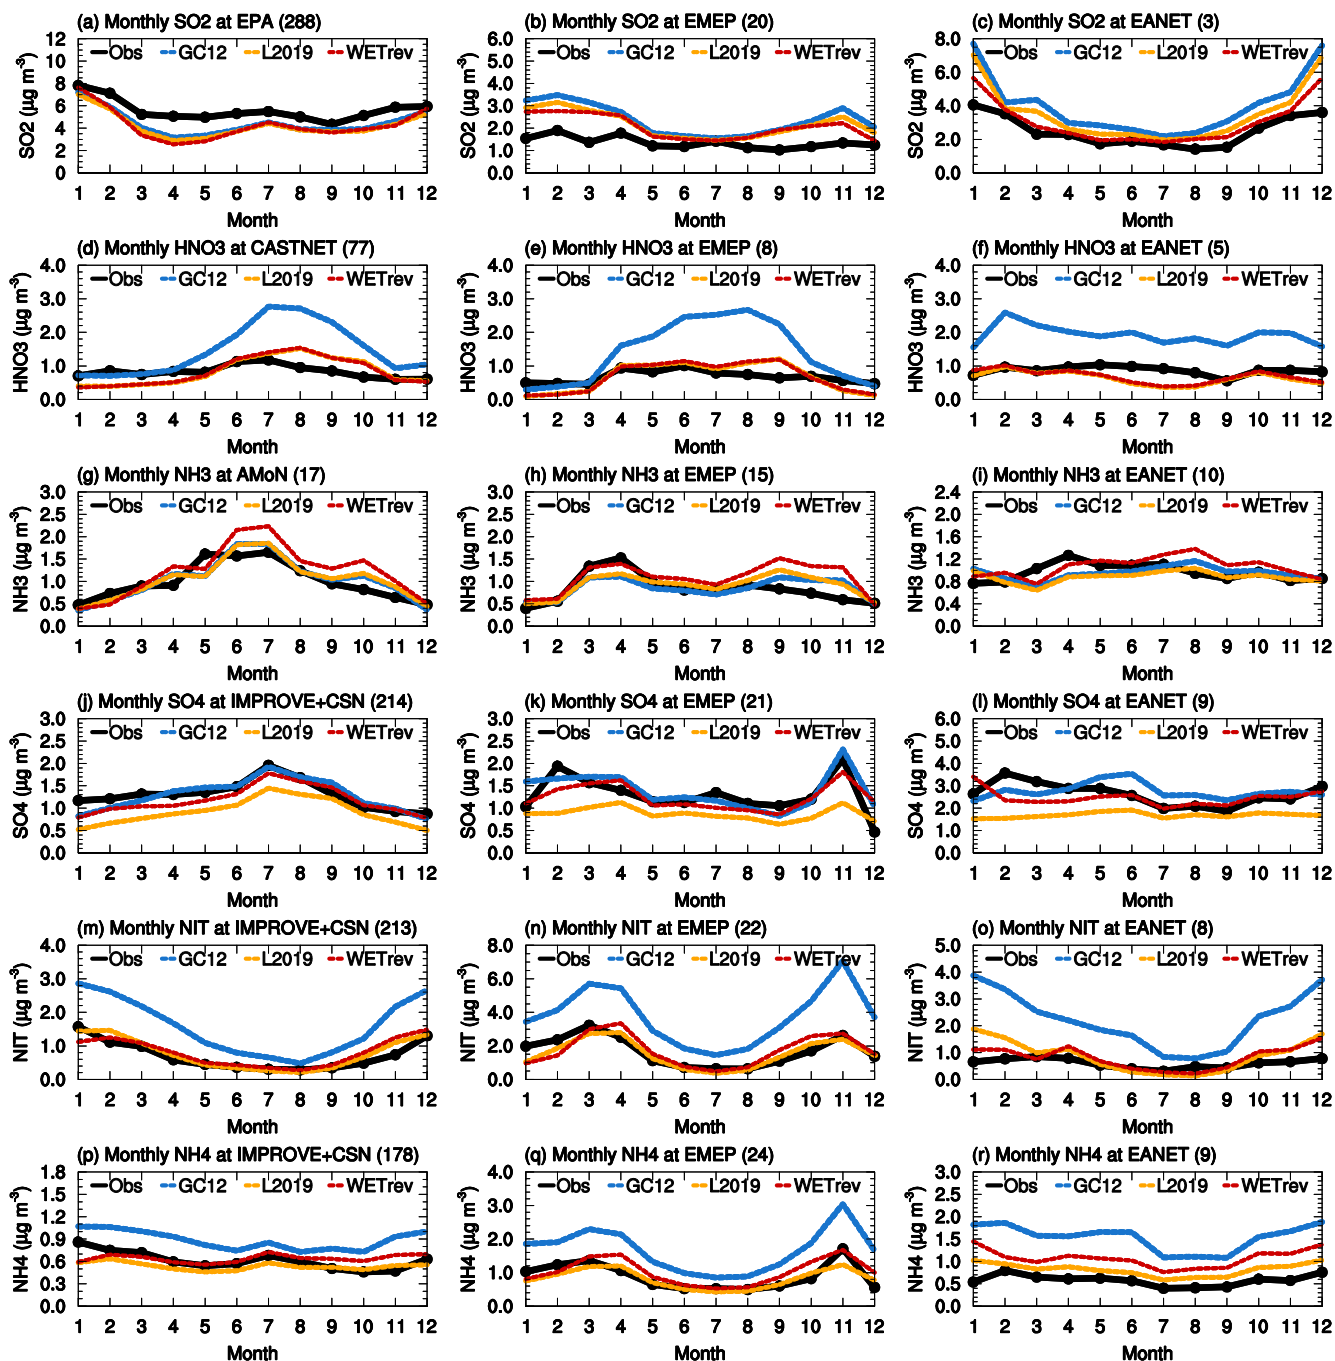 (a) Monthly SO2 at EPA (288)
SO2 (µg m⁻³)
12
10
8
6
4
2
0
Obs GC12 L2019 WETrev
1 2 3 4 5 6 7 8 9 10 11 12
Month
(b) Monthly SO2 at EMEP (20)
SO2 (µg m⁻³)
6.0
5.0
4.0
3.0
2.0
1.0
0.0
Obs GC12 L2019 WETrev
1 2 3 4 5 6 7 8 9 10 11 12
Month
(c) Monthly SO2 at EANET (3)
SO2 (µg m⁻³)
8.0
6.0
4.0
2.0
0.0
Obs GC12 L2019 WETrev
1 2 3 4 5 6 7 8 9 10 11 12
Month
(d) Monthly HNO3 at CASTNET (77)
HNO3 (µg m⁻³)
4.0
3.0
2.0
1.0
0.0
Obs GC12 L2019 WETrev
1 2 3 4 5 6 7 8 9 10 11 12
Month
(e) Monthly HNO3 at EMEP (8)
HNO3 (µg m⁻³)
4.0
3.0
2.0
1.0
0.0
Obs GC12 L2019 WETrev
1 2 3 4 5 6 7 8 9 10 11 12
Month
(f) Monthly HNO3 at EANET (5)
HNO3 (µg m⁻³)
4.0
3.0
2.0
1.0
0.0
Obs GC12 L2019 WETrev
1 2 3 4 5 6 7 8 9 10 11 12
Month
(g) Monthly NH3 at AMoN (17)
NH3 (µg m⁻³)
3.0
2.5
2.0
1.5
1.0
0.5
0.0
Obs GC12 L2019 WETrev
1 2 3 4 5 6 7 8 9 10 11 12
Month
(h) Monthly NH3 at EMEP (15)
NH3 (µg m⁻³)
3.0
2.5
2.0
1.5
1.0
0.5
0.0
Obs GC12 L2019 WETrev
1 2 3 4 5 6 7 8 9 10 11 12
Month
(i) Monthly NH3 at EANET (10)
NH3 (µg m⁻³)
2.4
2.0
1.6
1.2
0.8
0.4
0.0
Obs GC12 L2019 WETrev
1 2 3 4 5 6 7 8 9 10 11 12
Month
(j) Monthly SO4 at IMPROVE+CSN (214)
SO4 (µg m⁻³)
3.0
2.5
2.0
1.5
1.0
0.5
0.0
Obs GC12 L2019 WETrev
1 2 3 4 5 6 7 8 9 10 11 12
Month
(k) Monthly SO4 at EMEP (21)
SO4 (µg m⁻³)
3.0
2.5
2.0
1.5
1.0
0.5
0.0
Obs GC12 L2019 WETrev
1 2 3 4 5 6 7 8 9 10 11 12
Month
(l) Monthly SO4 at EANET (9)
SO4 (µg m⁻³)
6.0
5.0
4.0
3.0
2.0
1.0
0.0
Obs GC12 L2019 WETrev
1 2 3 4 5 6 7 8 9 10 11 12
Month
(m) Monthly NIT at IMPROVE+CSN (213)
NIT (µg m⁻³)
4.0
3.0
2.0
1.0
0.0
Obs GC12 L2019 WETrev
1 2 3 4 5 6 7 8 9 10 11 12
Month
(n) Monthly NIT at EMEP (22)
NIT (µg m⁻³)
8.0
6.0
4.0
2.0
0.0
Obs GC12 L2019 WETrev
1 2 3 4 5 6 7 8 9 10 11 12
Month
(o) Monthly NIT at EANET (8)
NIT (µg m⁻³)
5.0
4.0
3.0
2.0
1.0
0.0
Obs GC12 L2019 WETrev
1 2 3 4 5 6 7 8 9 10 11 12
Month
(p) Monthly NH4 at IMPROVE+CSN (178)
NH4 (µg m⁻³)
1.8
1.5
1.2
0.9
0.6
0.3
0.0
Obs GC12 L2019 WETrev
1 2 3 4 5 6 7 8 9 10 11 12
Month
(q) Monthly NH4 at EMEP (24)
NH4 (µg m⁻³)
4.0
3.0
2.0
1.0
0.0
Obs GC12 L2019 WETrev
1 2 3 4 5 6 7 8 9 10 11 12
Month
(r) Monthly NH4 at EANET (9)
NH4 (µg m⁻³)
3.0
2.5
2.0
1.5
1.0
0.5
0.0
Obs GC12 L2019 WETrev
1 2 3 4 5 6 7 8 9 10 11 12
Month